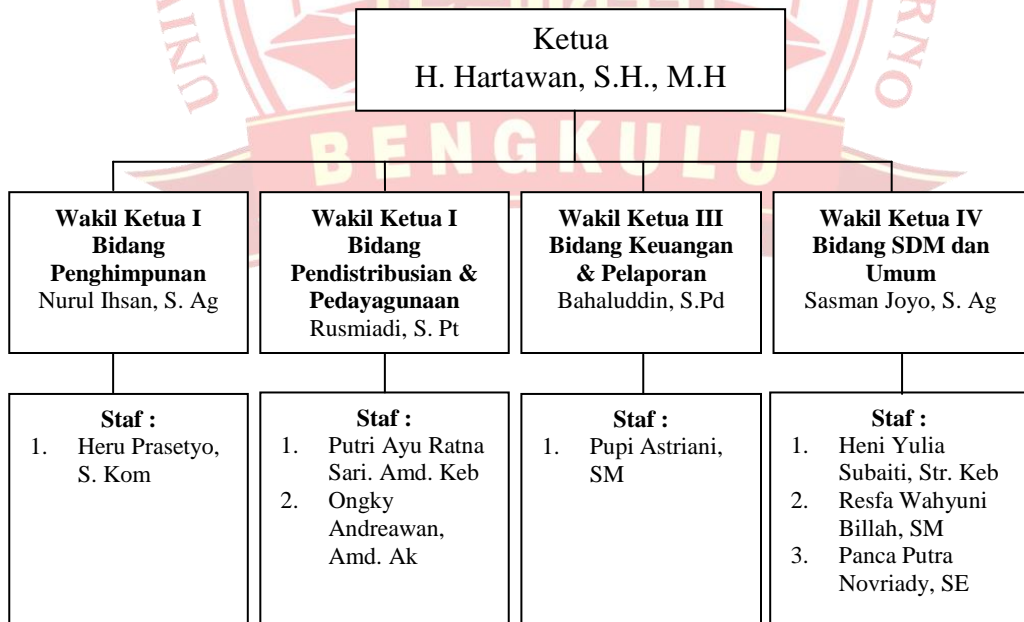 Ketua
H. Hartawan, S.H., M.H
BENGKULU
Wakil Ketua I
Bidang
Penghimpunan
Nurul Ihsan, S. Ag
Wakil Ketua I
Bidang
Pendistribusian &
Pedayagunaan
Rusmiadi, S. Pt
Wakil Ketua III
Bidang Keuangan
& Pelaporan
Bahaluddin, S.Pd
Wakil Ketua IV
Bidang SDM dan
Umum
Sasman Joyo, S. Ag
Staf :
1. Heru Prasetyo,
S. Kom
Staf :
1. Putri Ayu Ratna
Sari. Amd. Keb
2. Ongky
Andreawan,
Amd. Ak
Staf :
1. Pupi Astriani,
SM
Staf :
1. Heni Yulia
Subaiti, Str. Keb
2. Resfa Wahyuni
Billah, SM
3. Panca Putra
Novriady, SE